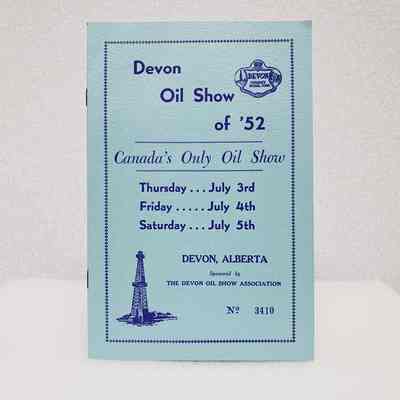 Devon
Oil Show
of '52
DEVON
Canada's Only Oil Show
Thursday ... July 3rd
Friday ..... July 4th
Saturday ... July 5th
DEVON, ALBERTA
Sponsored by
THE DEVON OIL SHOW ASSOCIATION
Nº 3410